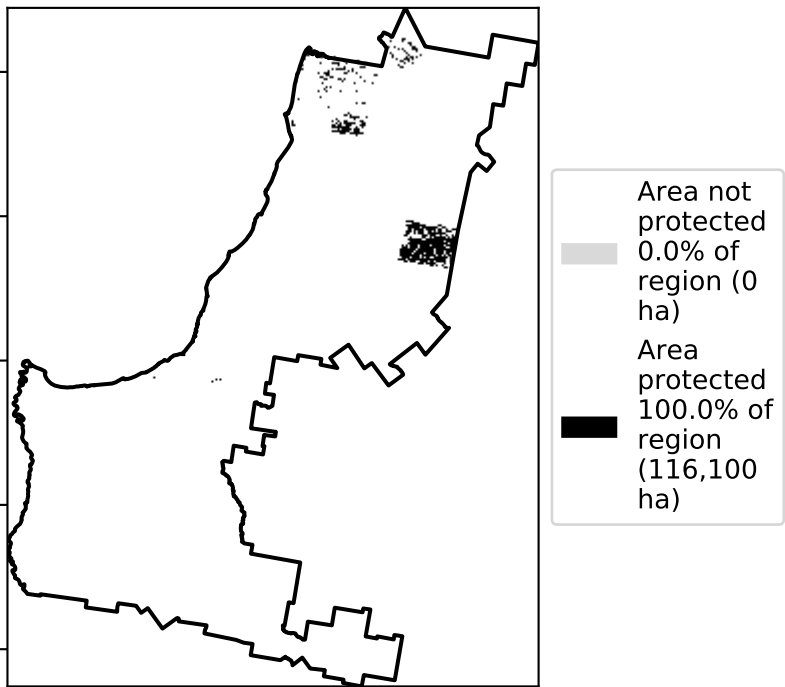 Area not
protected
0.0% of
region (0
ha)
Area
protected
100.0% of
region
(116,100
ha)